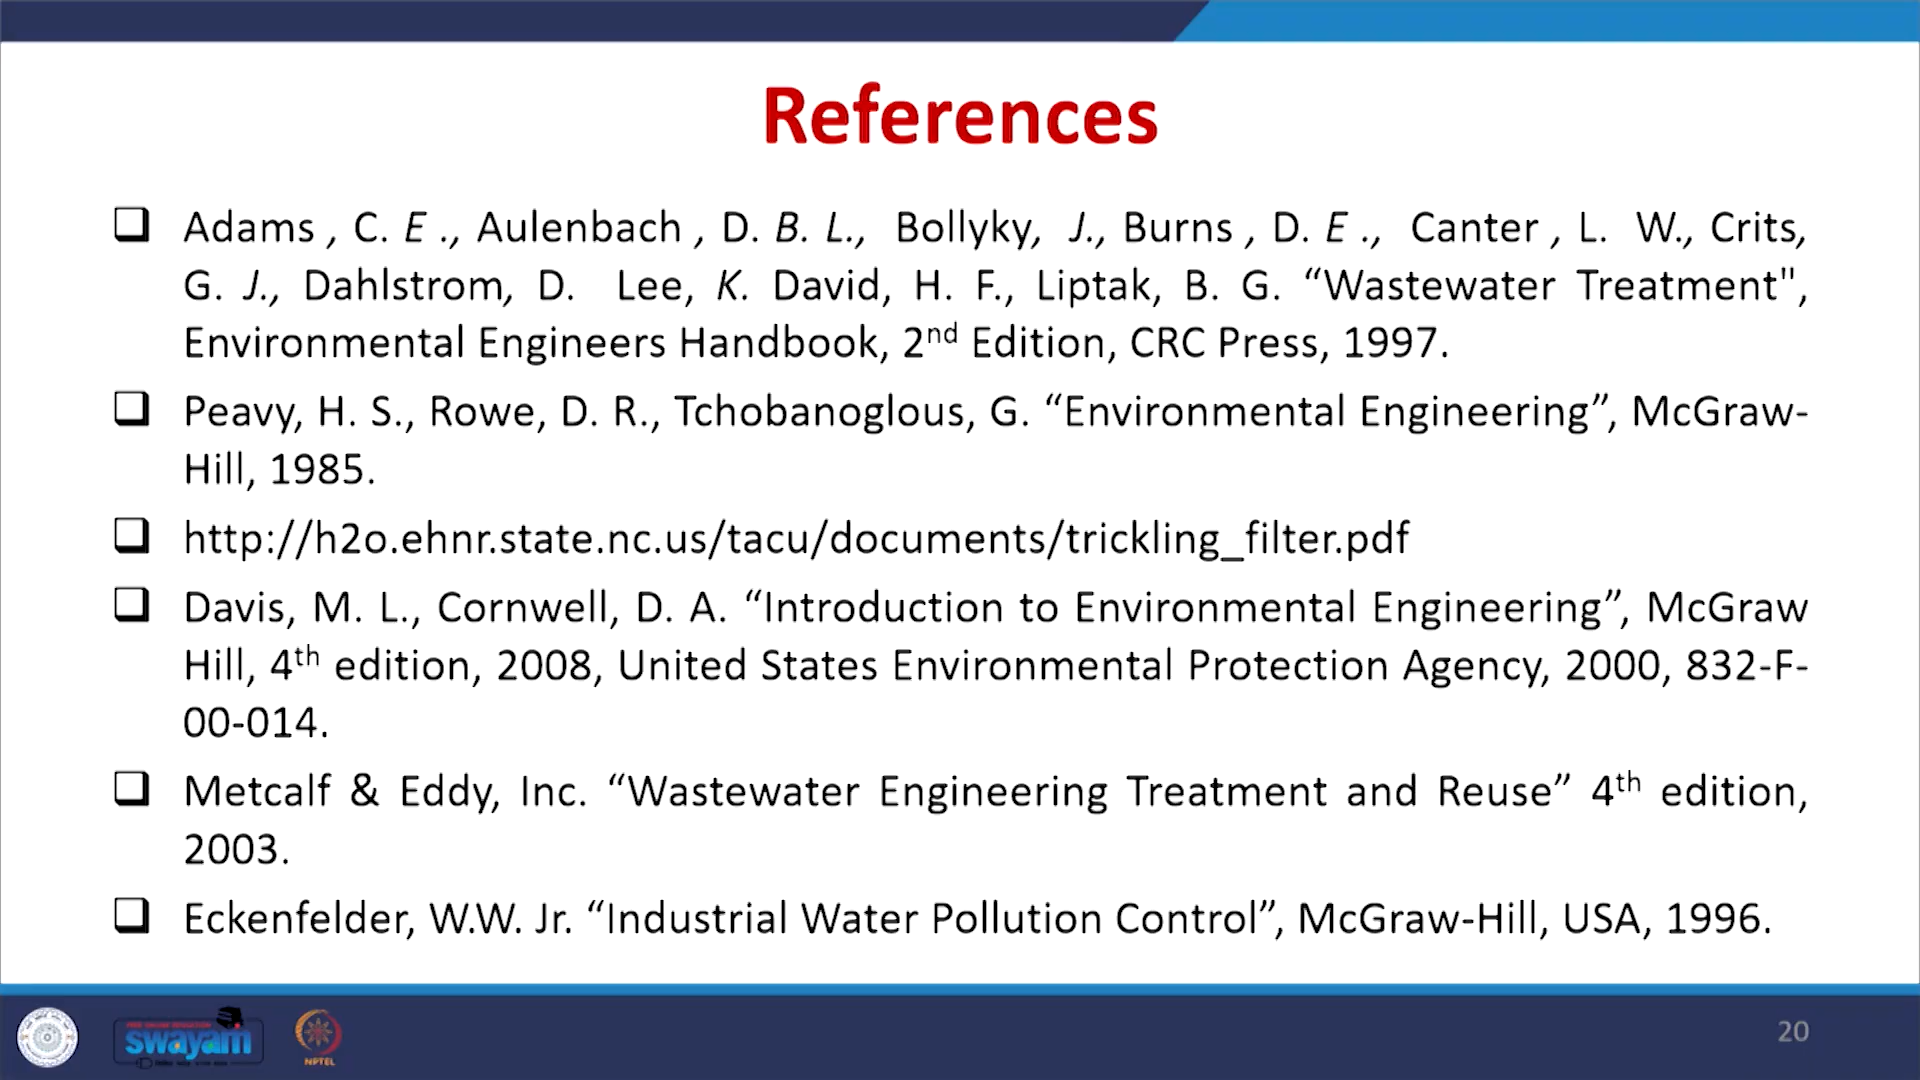 References
❑ Adams , C. E ., Aulenbach , D. B. L., Bollyky, J., Burns , D. E ., Canter , L. W., Crits,
G. J., Dahlstrom, D. Lee, K. David, H. F., Liptak, B. G. “Wastewater Treatment",
Environmental Engineers Handbook, 2nd Edition, CRC Press, 1997.
❑ Peavy, H. S., Rowe, D. R., Tchobanoglous, G. “Environmental Engineering”, McGraw-
Hill, 1985.
❑ http://h2o.ehnr.state.nc.us/tacu/documents/trickling_filter.pdf
❑ Davis, M. L., Cornwell, D. A. “Introduction to Environmental Engineering”, McGraw
Hill, 4th edition, 2008, United States Environmental Protection Agency, 2000, 832-F-
00-014.
❑ Metcalf & Eddy, Inc. “Wastewater Engineering Treatment and Reuse” 4th edition,
2003.
❑ Eckenfelder, W.W. Jr. “Industrial Water Pollution Control”, McGraw-Hill, USA, 1996.
FREE ONLINE EDUCATION
swayam
NPTEL
20